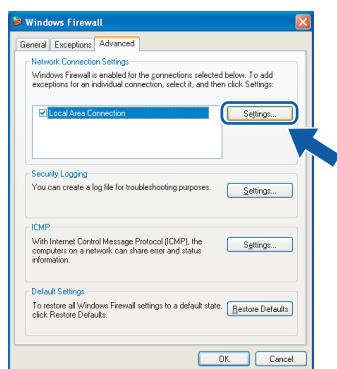 Windows Firewall
General Exceptions Advanced
Network Connection Settings
Windows Firewall is enabled for the connections selected below. To add
exceptions for an individual connection, select it, and then click Settings:
Local Area Connection
Settings...
Security Logging
You can create a log file for troubleshooting purposes.
Settings...
ICMP
With Internet Control Message Protocol (ICMP), the
computers on a network can share error and status
information.
Settings...
Default Settings
To restore all Windows Firewall settings to a default state,
click Restore Defaults.
Restore Defaults
OK Cancel